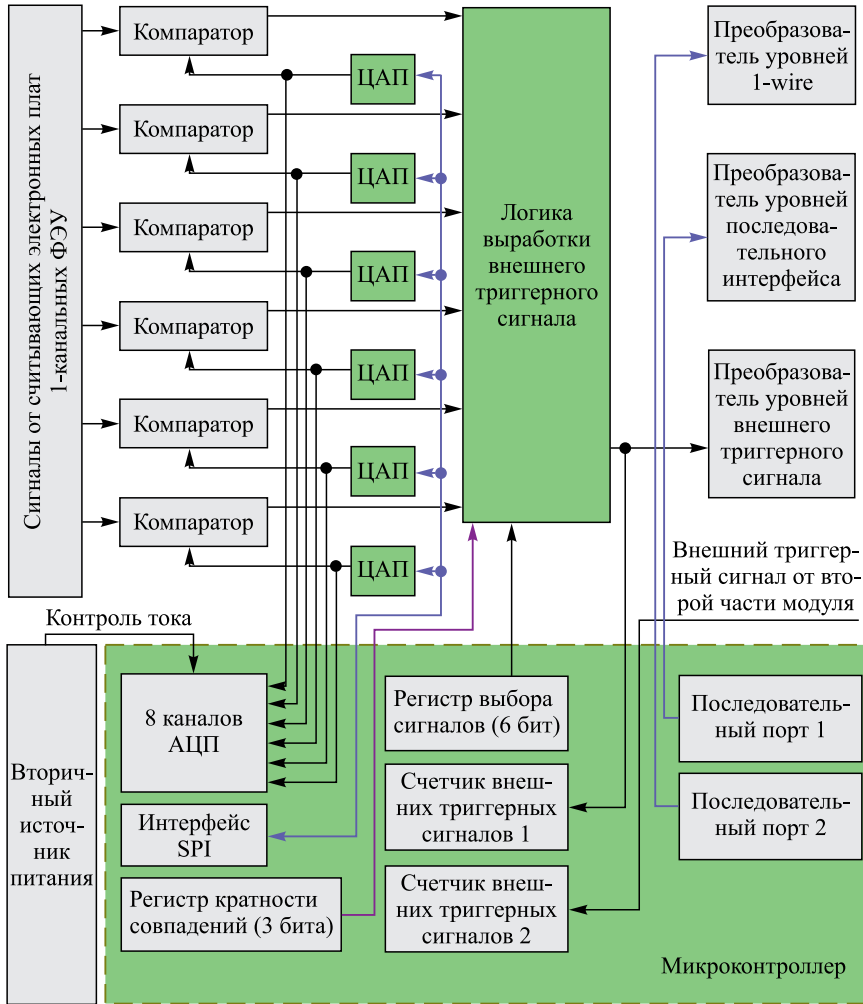 Сигналы от считывающих электронных плат
1-канальных ФЭУ
Компаратор
ЦАП
Компаратор
ЦАП
Компаратор
ЦАП
Компаратор
ЦАП
Компаратор
ЦАП
Компаратор
ЦАП
Логика
выработки
внешнего
триггерного
сигнала
Преобразова-
тель уровней
1-wire
Преобразова-
тель уровней
последова-
тельного
интерфейса
Преобразова-
тель уровней
внешнего
триггерного
сигнала
Внешний триггер-
ный сигнал от вто-
рой части модуля
Контроль тока
Вторич-
ный
источ-
ник
питания
8 каналов
АЦП
Интерфейс
SPI
Регистр кратности
совпадений (3 бита)
Регистр выбора
сигналов (6 бит)
Счетчик внеш-
них триггерных
сигналов 1
Счетчик внеш-
них триггерных
сигналов 2
Последователь-
ный порт 1
Последователь-
ный порт 2
Микроконтроллер